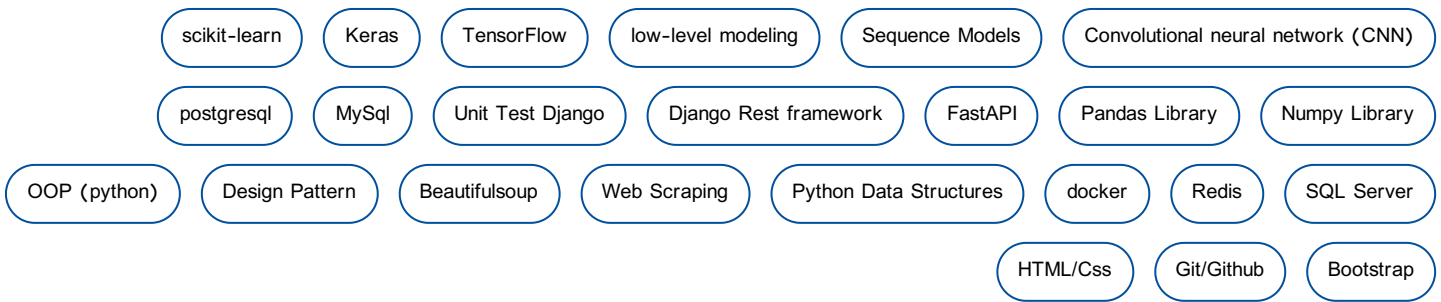 scikit-learn Keras TensorFlow low-level modeling Sequence Models Convolutional neural network (CNN)
postgresql MySql Unit Test Django Django Rest framework FastAPI Pandas Library Numpy Library
OOP (python) Design Pattern Beautifulsoup Web Scraping Python Data Structures docker Redis SQL Server
HTML/Css Git/Github Bootstrap